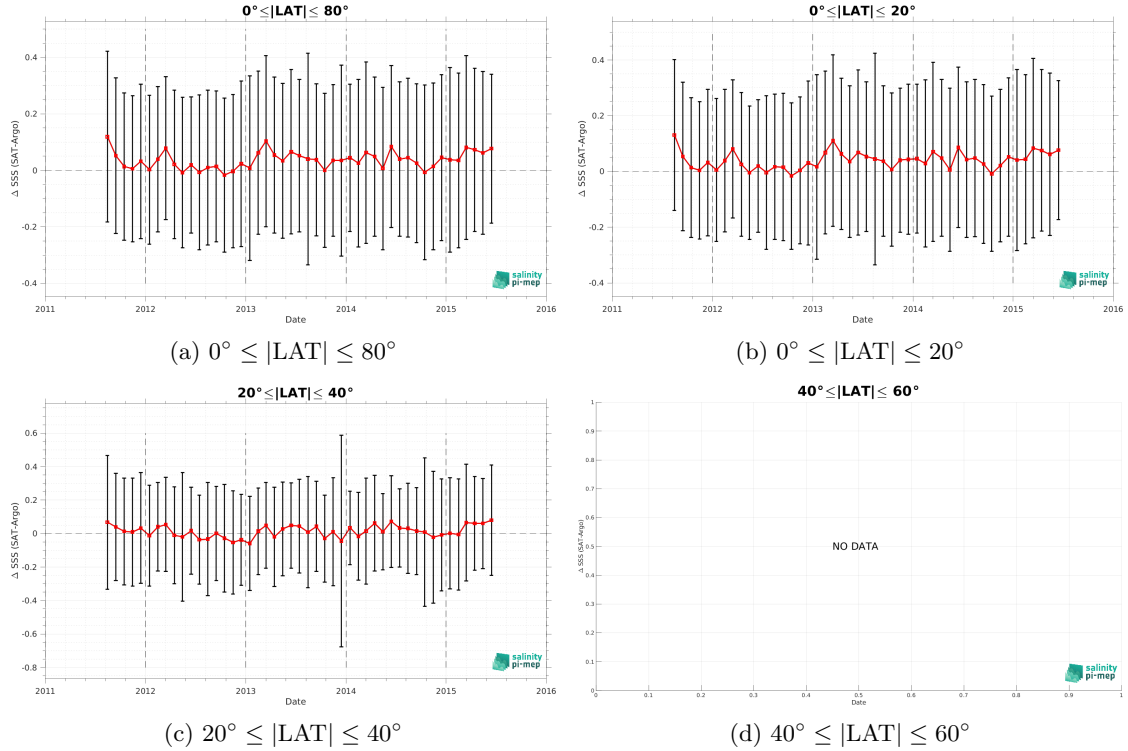 0°≤|LAT|≤ 80°
Δ SSS (SAT-Argo)
0.4
0.2
0
-0.2
-0.4
2011 2012 2013 2014 2015 2016
Date
salinity
pi-mep
(a) 0° ≤ |LAT| ≤ 80°
0°≤|LAT|≤ 20°
Δ SSS (SAT-Argo)
0.4
0.2
0
-0.2
-0.4
2011 2012 2013 2014 2015 2016
Date
salinity
pi-mep
(b) 0° ≤ |LAT| ≤ 20°
20°≤|LAT|≤ 40°
Δ SSS (SAT-Argo)
0.6
0.4
0.2
0
-0.2
-0.4
-0.6
-0.8
2011 2012 2013 2014 2015 2016
Date
salinity
pi-mep
(c) 20° ≤ |LAT| ≤ 40°
40°≤|LAT|≤ 60°
Δ SSS (SAT-Argo)
1
0.9
0.8
0.7
0.6
0.5
0.4
0.3
0.2
0.1
0
NO DATA
0 0.1 0.2 0.3 0.4 0.5 0.6 0.7 0.8 0.9 1
Date
salinity
pi-mep
(d) 40° ≤ |LAT| ≤ 60°